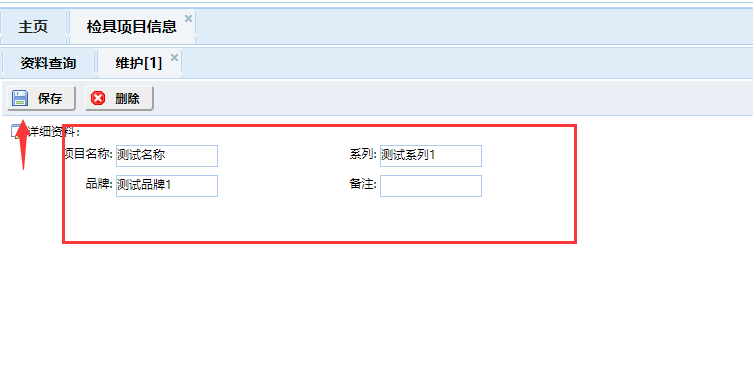 主页 检具项目信息
资料查询 维护[1]
保存 删除
详细资料:
项目名称: 测试名称 系列: 测试系列1
品牌: 测试品牌1 备注: